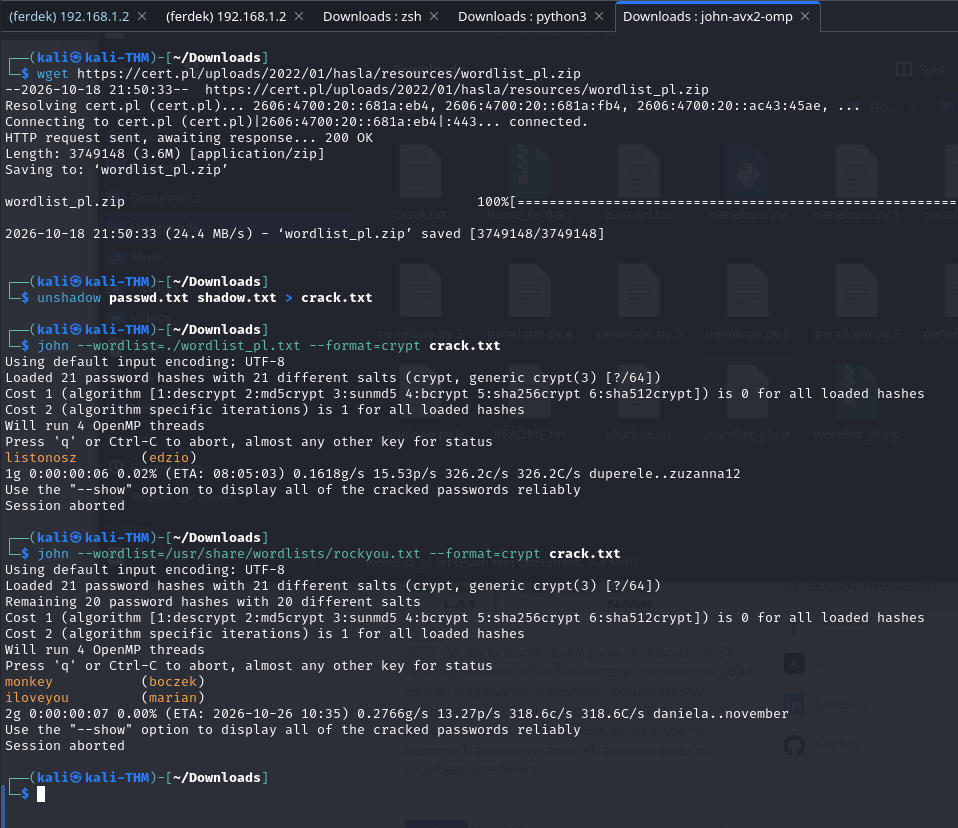 (ferdek) 192.168.1.2 × (ferdek) 192.168.1.2 × Downloads : zsh × Downloads : python3 × Downloads : john-avx2-omp ×
┌──(kali㉿kali-THM)-[~/Downloads]
└─$ wget https://cert.pl/uploads/2022/01/hasla/resources/wordlist_pl.zip
--2026-10-18 21:50:33--  https://cert.pl/uploads/2022/01/hasla/resources/wordlist_pl.zip
Resolving cert.pl (cert.pl)... 2606:4700:20::681a:eb4, 2606:4700:20::681a:fb4, 2606:4700:20::ac43:45ae, ...
Connecting to cert.pl (cert.pl)|2606:4700:20::681a:eb4|:443... connected.
HTTP request sent, awaiting response... 200 OK
Length: 3749148 (3.6M) [application/zip]
Saving to: ‘wordlist_pl.zip’
wordlist_pl.zip 100%[=======================================================
2026-10-18 21:50:33 (24.4 MB/s) - ‘wordlist_pl.zip’ saved [3749148/3749148]
┌──(kali㉿kali-THM)-[~/Downloads]
└─$ unshadow passwd.txt shadow.txt > crack.txt
┌──(kali㉿kali-THM)-[~/Downloads]
└─$ john --wordlist=./wordlist_pl.txt --format=crypt crack.txt
Using default input encoding: UTF-8
Loaded 21 password hashes with 21 different salts (crypt, generic crypt(3) [?/64])
Cost 1 (algorithm [1:descrypt 2:md5crypt 3:sunmd5 4:bcrypt 5:sha256crypt 6:sha512crypt]) is 0 for all loaded hashes
Cost 2 (algorithm specific iterations) is 1 for all loaded hashes
Will run 4 OpenMP threads
Press 'q' or Ctrl-C to abort, almost any other key for status
listonosz        (edzio)
1g 0:00:00:06 0.02% (ETA: 08:05:03) 0.1618g/s 15.53p/s 326.2c/s 326.2C/s duperele..zuzanna12
Use the "--show" option to display all of the cracked passwords reliably
Session aborted
┌──(kali㉿kali-THM)-[~/Downloads]
└─$ john --wordlist=/usr/share/wordlists/rockyou.txt --format=crypt crack.txt
Using default input encoding: UTF-8
Loaded 21 password hashes with 21 different salts (crypt, generic crypt(3) [?/64])
Remaining 20 password hashes with 20 different salts
Cost 1 (algorithm [1:descrypt 2:md5crypt 3:sunmd5 4:bcrypt 5:sha256crypt 6:sha512crypt]) is 0 for all loaded hashes
Cost 2 (algorithm specific iterations) is 1 for all loaded hashes
Will run 4 OpenMP threads
Press 'q' or Ctrl-C to abort, almost any other key for status
monkey           (boczek)
iloveyou         (marian)
2g 0:00:00:07 0.00% (ETA: 2026-10-26 10:35) 0.2766g/s 13.27p/s 318.6c/s 318.6C/s daniela..november
Use the "--show" option to display all of the cracked passwords reliably
Session aborted
┌──(kali㉿kali-THM)-[~/Downloads]
└─$